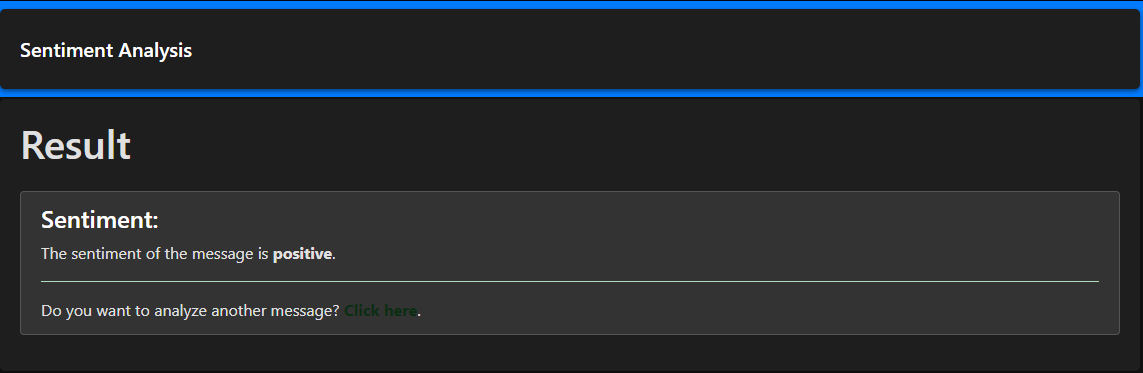 Sentiment Analysis
Result
Sentiment:
The sentiment of the message is positive.
Do you want to analyze another message? Click here.